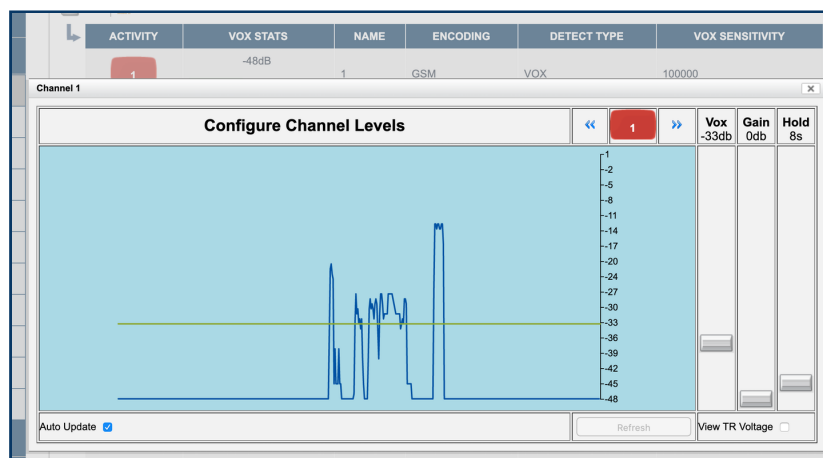 ACTIVITY VOX STATS NAME ENCODING DETECT TYPE VOX SENSITIVITY
-48dB
1 1 GSM VOX 100000
Channel 1 x
Configure Channel Levels « 1 » Vox Gain Hold
-33db 0db 8s
1
-2
-5
-8
-11
-14
-17
-20
-24
-27
-30
-33
-36
-39
-42
-45
-48
Auto Update Refresh View TR Voltage